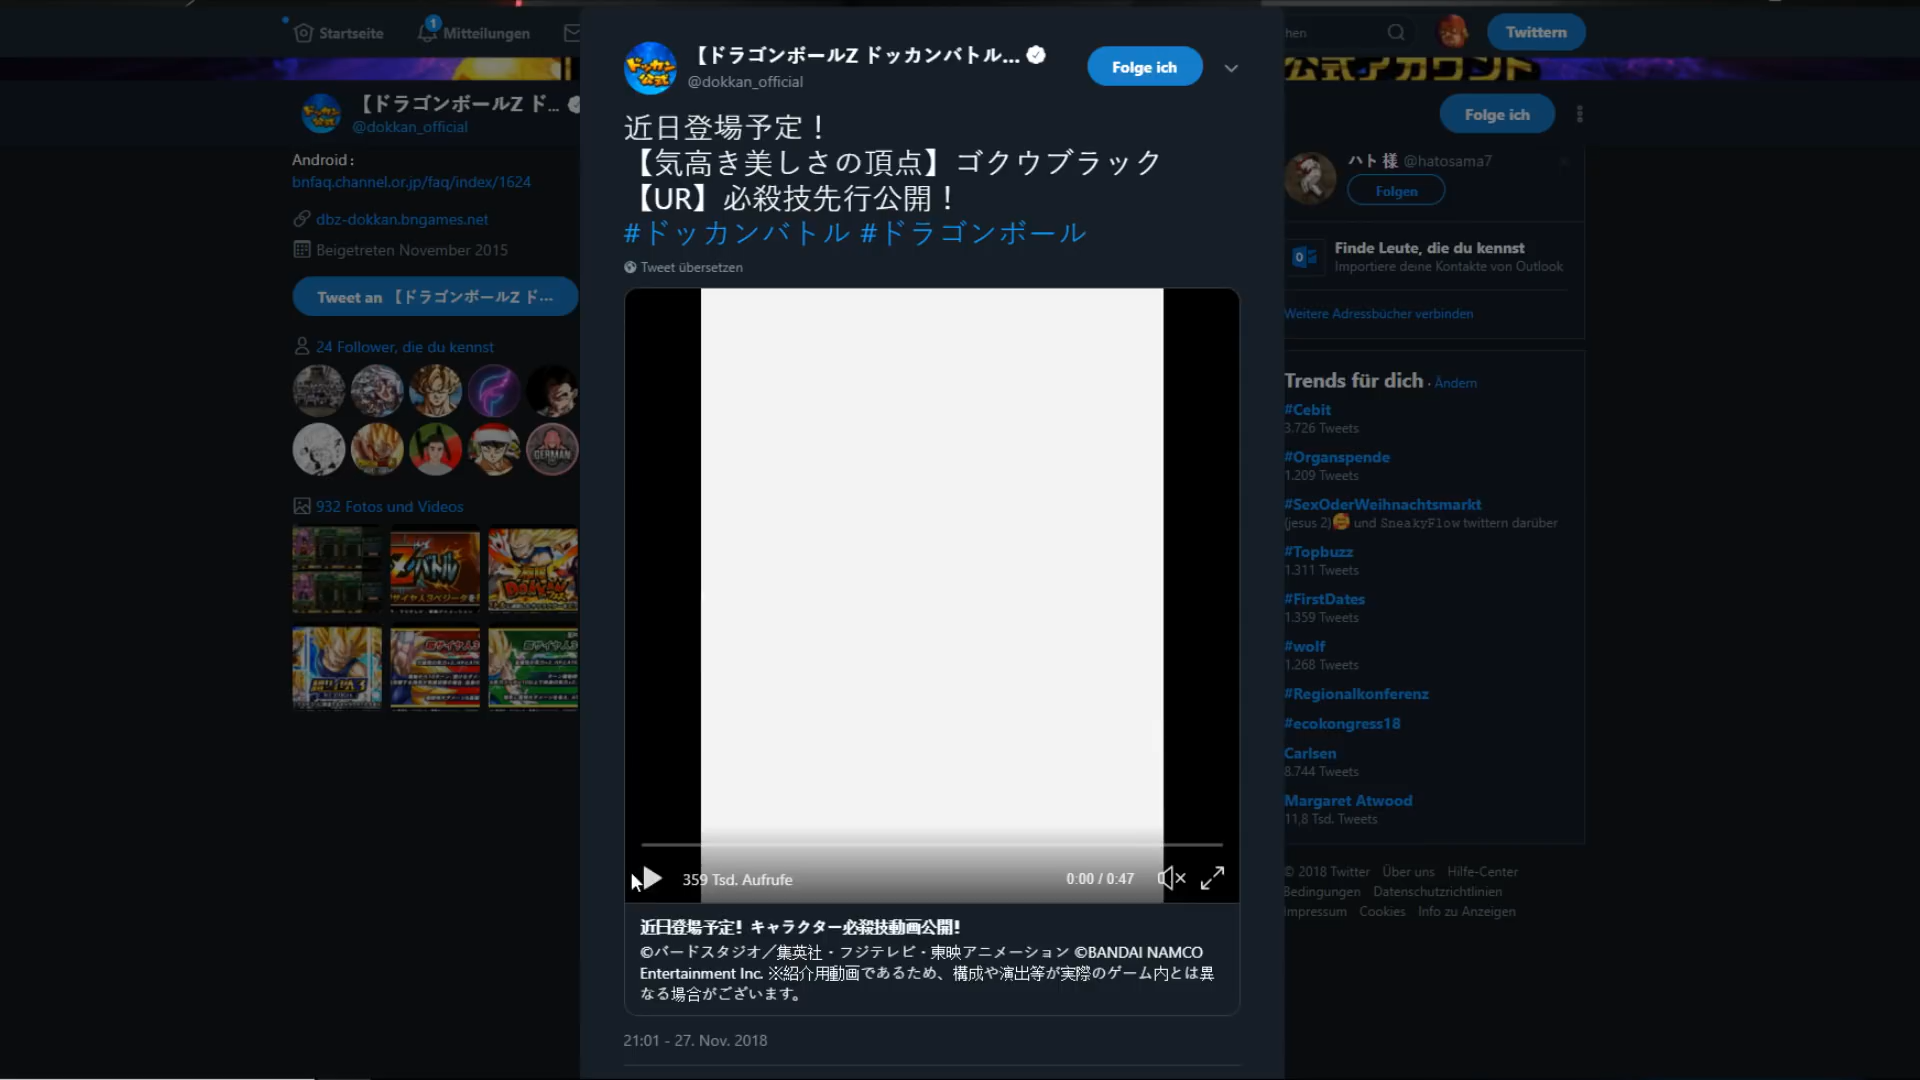 Startseite
1
Mitteilungen
hen
Twittern
公式アカウント
【ドラゴンボールZ ド...
@dokkan_official
Android：
bnfaq.channel.or.jp/faq/index/1624
dbz-dokkan.bngames.net
Beigetreten November 2015
Tweet an 【ドラゴンボールZ ド...
24 Follower, die du kennst
GERMAN
932 Fotos und Videos
【ドラゴンボールZ ドッカンバトル...
@dokkan_official
Folge ich
近日登場予定！
【気高き美しさの頂点】ゴクウブラック
【UR】必殺技先行公開！
#ドッカンバトル #ドラゴンボール
Tweet übersetzen
359 Tsd. Aufrufe
0:00 / 0:47
近日登場予定！キャラクター必殺技動画公開！
©バードスタジオ／集英社・フジテレビ・東映アニメーション ©BANDAI NAMCO
Entertainment Inc. ※紹介用動画であるため、構成や演出等が実際のゲーム内とは異
なる場合がございます。
21:01 - 27. Nov. 2018
Folge ich
ハト 様 @hatosama7
Folgen
Finde Leute, die du kennst
Importiere deine Kontakte von Outlook
Weitere Adressbücher verbinden
Trends für dich · Ändern
#Cebit
3.726 Tweets
#Organspende
1.209 Tweets
#SexOderWeihnachtsmarkt
(jesus 2)🥰 und SneakyFlow twittern darüber
#Topbuzz
1.311 Tweets
#FirstDates
1.359 Tweets
#wolf
1.268 Tweets
#Regionalkonferenz
#ecokongress18
Carlsen
8.744 Tweets
Margaret Atwood
11,8 Tsd. Tweets
© 2018 Twitter Über uns Hilfe-Center
Bedingungen Datenschutzrichtlinien
Impressum Cookies Info zu Anzeigen